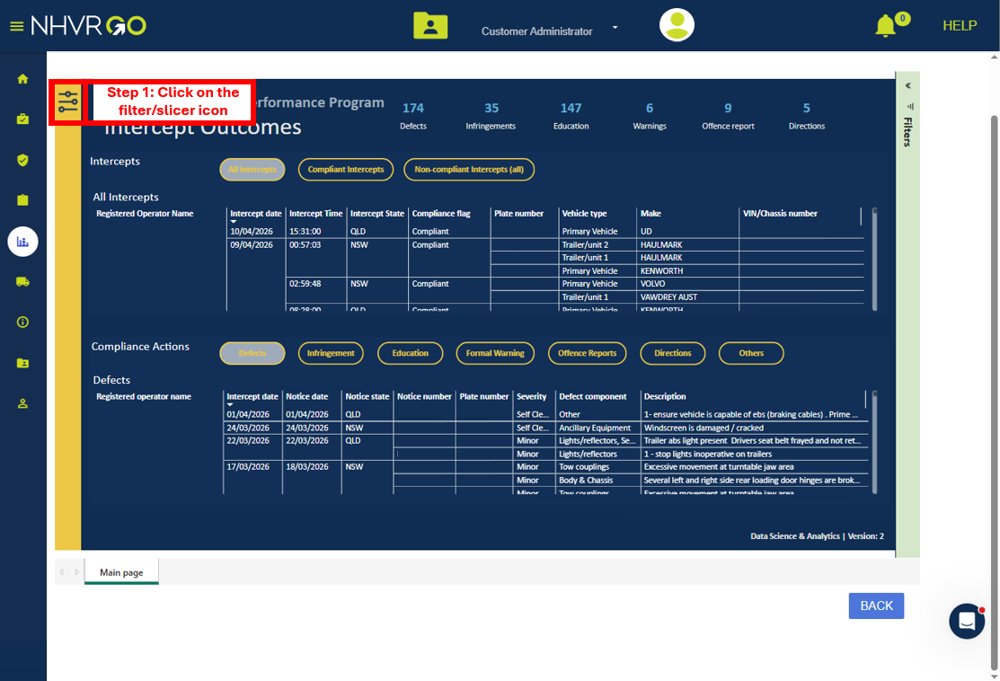 NHVR GO
Customer Administrator
0
HELP
Step 1: Click on the
filter/slicer icon
erformance Program
Intercept Outcomes
174
Defects
35
Infringements
147
Education
6
Warnings
9
Offence report
5
Directions
Filters
Intercepts
All Intercepts
Compliant Intercepts
Non-compliant Intercepts (all)
All Intercepts
Registered Operator Name Intercept date Intercept Time Intercept State Compliance flag Plate number Vehicle type Make VIN/Chassis number
10/04/2026 15:31:00 QLD Compliant Primary Vehicle UD
09/04/2026 00:57:03 NSW Compliant Trailer/unit 2 HAULMARK
Trailer/unit 1 HAULMARK
Primary Vehicle KENWORTH
02:59:48 NSW Compliant Primary Vehicle VOLVO
Trailer/unit 1 VAWDREY AUST
08:28:00 QLD Compliant Primary Vehicle KENWORTH
Compliance Actions
Defects
Infringement
Education
Formal Warning
Offence Reports
Directions
Others
Defects
Registered operator name Intercept date Notice date Notice state Notice number Plate number Severity Defect component Description
01/04/2026 01/04/2026 QLD Self Cle... Other 1- ensure vehicle is capable of ebs (braking cables) . Prime ...
24/03/2026 24/03/2026 NSW Self Cle... Ancillary Equipment Windscreen is damaged / cracked
22/03/2026 22/03/2026 QLD Minor Lights/reflectors, Se... Trailer abs light present Drivers seat belt frayed and not ret...
Minor Lights/reflectors 1 - stop lights inoperative on trailers
17/03/2026 18/03/2026 NSW Minor Tow couplings Excessive movement at turntable jaw area
Minor Body & Chassis Several left and right side rear loading door hinges are brok...
Minor Tow couplings Excessive movement at turntable jaw area
Data Science & Analytics | Version: 2
Main page
BACK